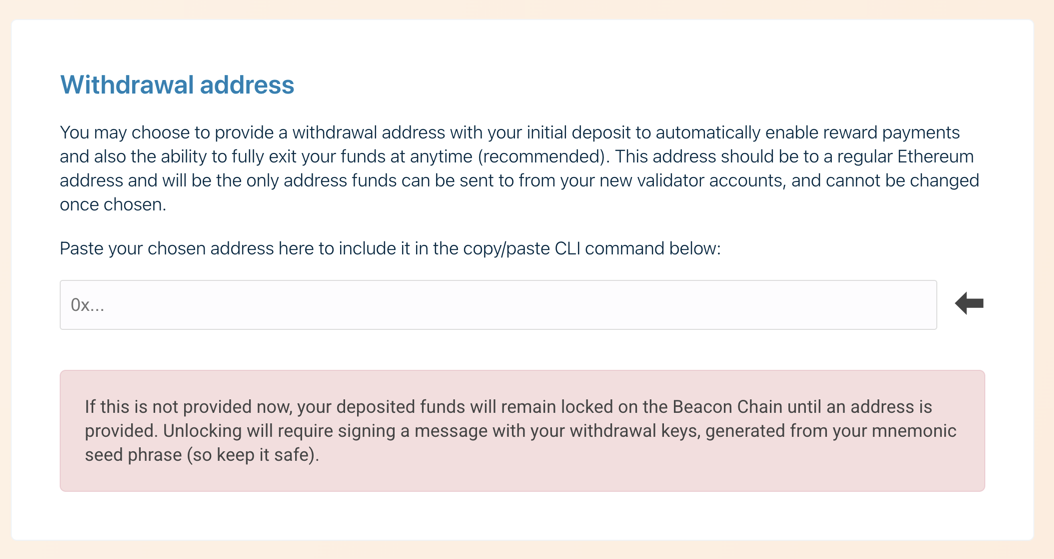 Withdrawal address
You may choose to provide a withdrawal address with your initial deposit to automatically enable reward payments
and also the ability to fully exit your funds at anytime (recommended). This address should be to a regular Ethereum
address and will be the only address funds can be sent to from your new validator accounts, and cannot be changed
once chosen.
Paste your chosen address here to include it in the copy/paste CLI command below:
0x...
If this is not provided now, your deposited funds will remain locked on the Beacon Chain until an address is
provided. Unlocking will require signing a message with your withdrawal keys, generated from your mnemonic
seed phrase (so keep it safe).